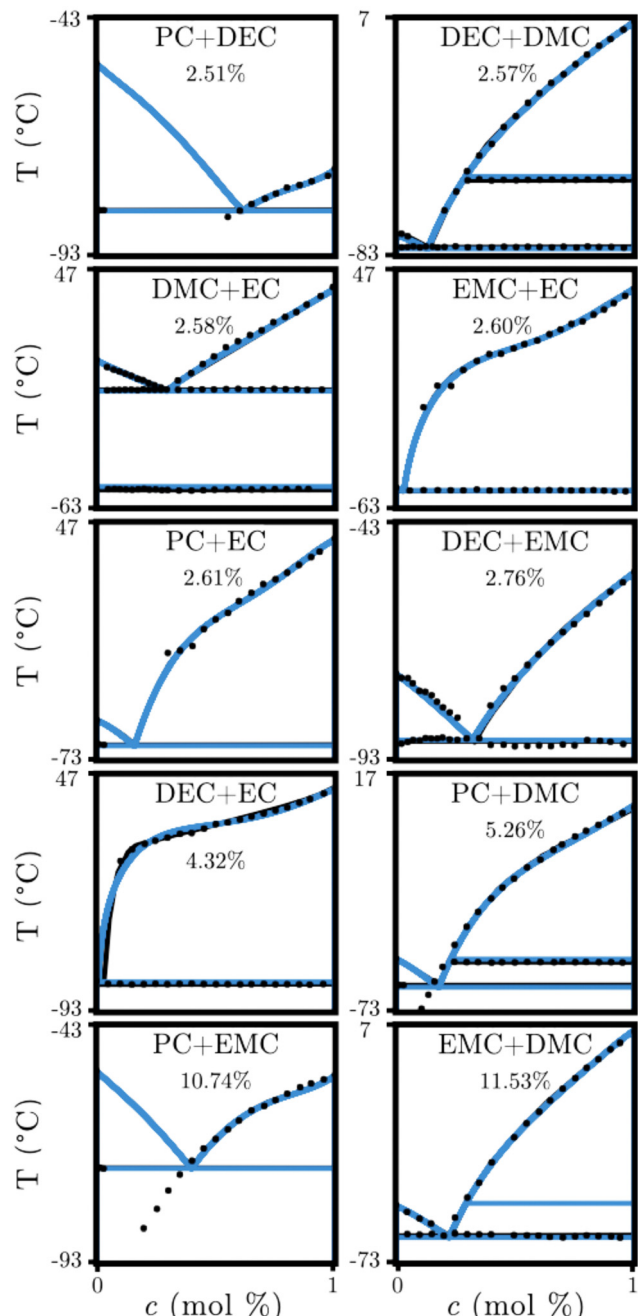 -43
PC+DEC
2.51%
T (°C)
-93
7
DEC+DMC
2.57%
-83
47
DMC+EC
2.58%
T (°C)
-63
47
EMC+EC
2.60%
-63
47
PC+EC
2.61%
T (°C)
-73
-43
DEC+EMC
2.76%
-93
47
DEC+EC
4.32%
T (°C)
-93
17
PC+DMC
5.26%
-73
-43
PC+EMC
10.74%
T (°C)
-93
0
1
c (mol %)
7
EMC+DMC
11.53%
-73
0
1
c (mol %)